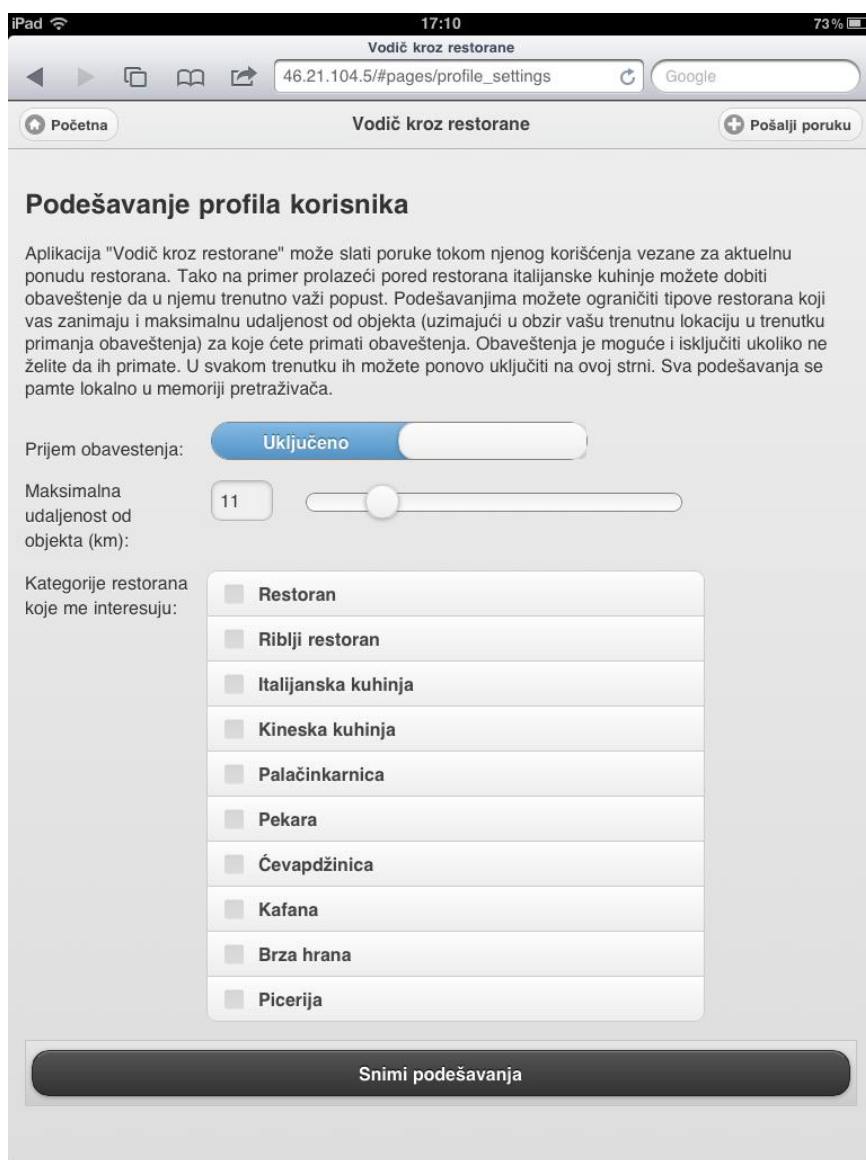 iPad 17:10 73%
Vodič kroz restorane
46.21.104.5/#pages/profile_settings Google
Početna Vodič kroz restorane Pošalji poruku
Podešavanje profila korisnika
Aplikacija "Vodič kroz restorane" može slati poruke tokom njenog korišćenja vezane za aktuelnu
ponudu restorana. Tako na primer prolazeći pored restorana italijanske kuhinje možete dobiti
obaveštenje da u njemu trenutno važi popust. Podešavanjima možete ograničiti tipove restorana koji
vas zanimaju i maksimalnu udaljenost od objekta (uzimajući u obzir vašu trenutnu lokaciju u trenutku
primanja obaveštenja) za koje ćete primati obaveštenja. Obaveštenja je moguće i isključiti ukoliko ne
želite da ih primate. U svakom trenutku ih možete ponovo uključiti na ovoj strni. Sva podešavanja se
pamte lokalno u memoriji pretraživača.
Prijem obavestenja: Uključeno
Maksimalna
udaljenost od
objekta (km):
11
Kategorije restorana
koje me interesuju:
Restoran
Riblji restoran
Italijanska kuhinja
Kineska kuhinja
Palačinkarnica
Pekara
Ćevapdžinica
Kafana
Brza hrana
Picerija
Snimi podešavanja